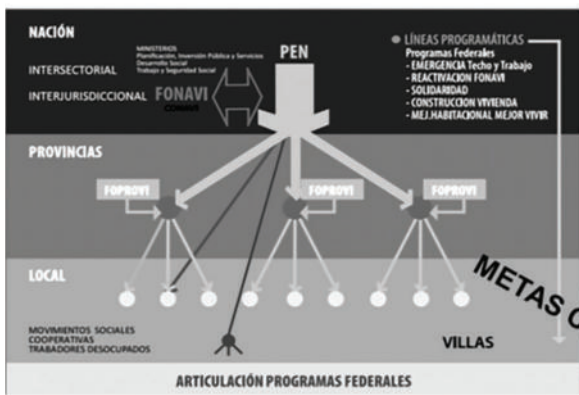 NACIÓN
MINISTERIOS
Planificación, Inversión Pública y Servicios
Desarrollo Social
Trabajo y Seguridad Social
INTERSECTORIAL
INTERJURISDICCIONAL
FONAVI
CONAVI
PEN
LÍNEAS PROGRAMÁTICAS
Programas Federales
- EMERGENCIA Techo y Trabajo
- REACTIVACION FONAVI
- SOLIDARIDAD
- CONSTRUCCION VIVIENDA
- MEJ.HABITACIONAL MEJOR VIVIR
PROVINCIAS
FOPROVI
FOPROVI
FOPROVI
LOCAL
METAS C
MOVIMIENTOS SOCIALES
COOPERATIVAS
TRABADORES DESOCUPADOS
VILLAS
ARTICULACIÓN PROGRAMAS FEDERALES